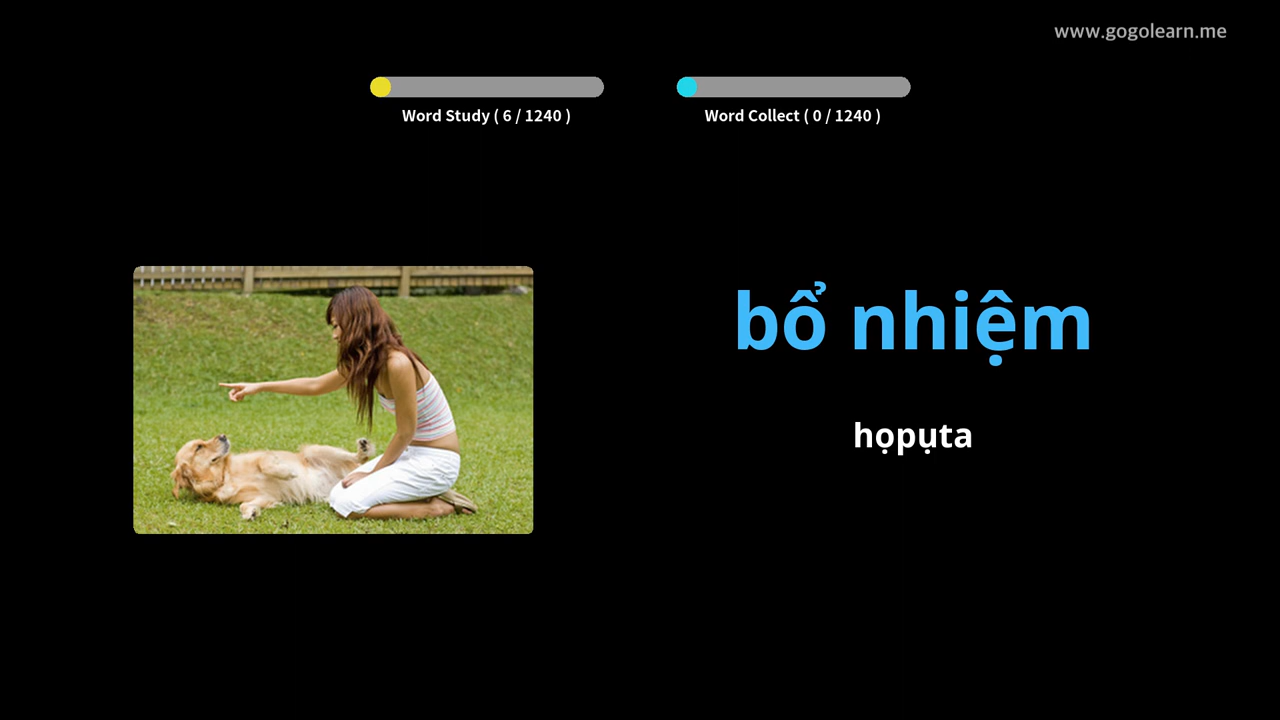 www.gogolearn.me
Word Study ( 6 / 1240 )
Word Collect ( 0 / 1240 )
bổ nhiệm
họpụta